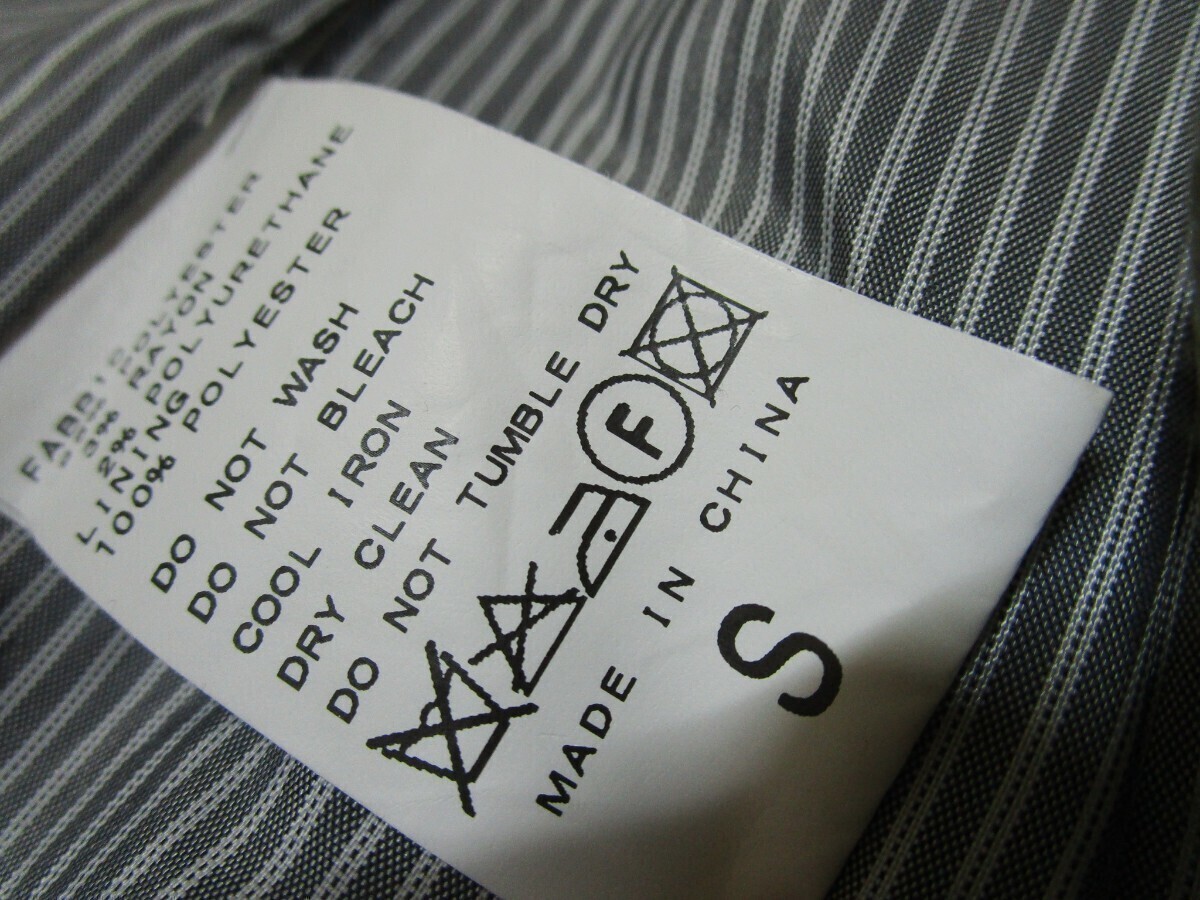 FABRIC
POLYESTER
RAYON
2% POLYURETHANE
LINING
100% POLYESTER
DO NOT WASH
DO NOT BLEACH
COOL IRON
DRY CLEAN
DO NOT TUMBLE DRY
F
MADE IN CHINA
S